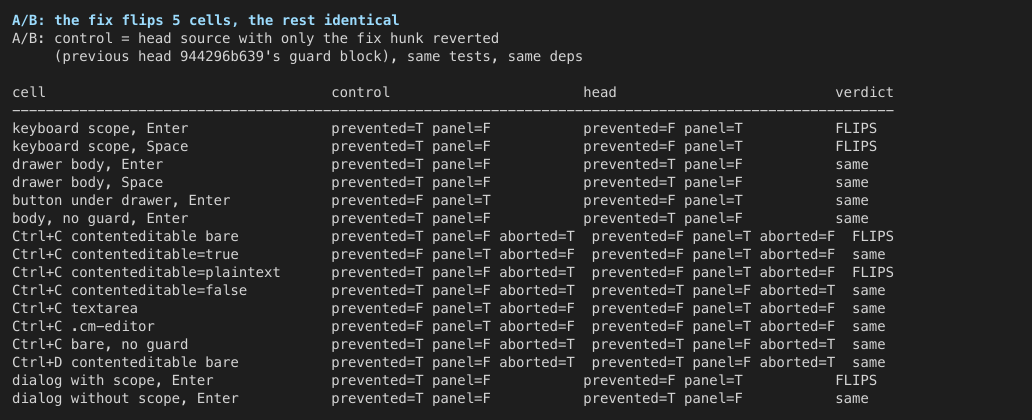 A/B: the fix flips 5 cells, the rest identical
A/B: control = head source with only the fix hunk reverted
(previous head 944296b639's guard block), same tests, same deps
cell control head verdict
keyboard scope, Enter prevented=T panel=F prevented=F panel=T FLIPS
keyboard scope, Space prevented=T panel=F prevented=F panel=T FLIPS
drawer body, Enter prevented=T panel=F prevented=T panel=F same
drawer body, Space prevented=T panel=F prevented=T panel=F same
button under drawer, Enter prevented=F panel=T prevented=F panel=T same
body, no guard, Enter prevented=T panel=F prevented=T panel=F same
Ctrl+C contenteditable bare prevented=T panel=F aborted=T prevented=F panel=T aborted=F FLIPS
Ctrl+C contenteditable=true prevented=F panel=T aborted=F prevented=F panel=T aborted=F same
Ctrl+C contenteditable=plaintext prevented=T panel=F aborted=T prevented=F panel=T aborted=F FLIPS
Ctrl+C contenteditable=false prevented=T panel=F aborted=T prevented=T panel=F aborted=T same
Ctrl+C textarea prevented=F panel=T aborted=F prevented=F panel=T aborted=F same
Ctrl+C .cm-editor prevented=F panel=T aborted=F prevented=F panel=T aborted=F same
Ctrl+C bare, no guard prevented=T panel=F aborted=T prevented=T panel=F aborted=T same
Ctrl+D contenteditable bare prevented=T panel=F aborted=T prevented=T panel=F aborted=T same
dialog with scope, Enter prevented=T panel=F prevented=F panel=T FLIPS
dialog without scope, Enter prevented=T panel=F prevented=T panel=F same